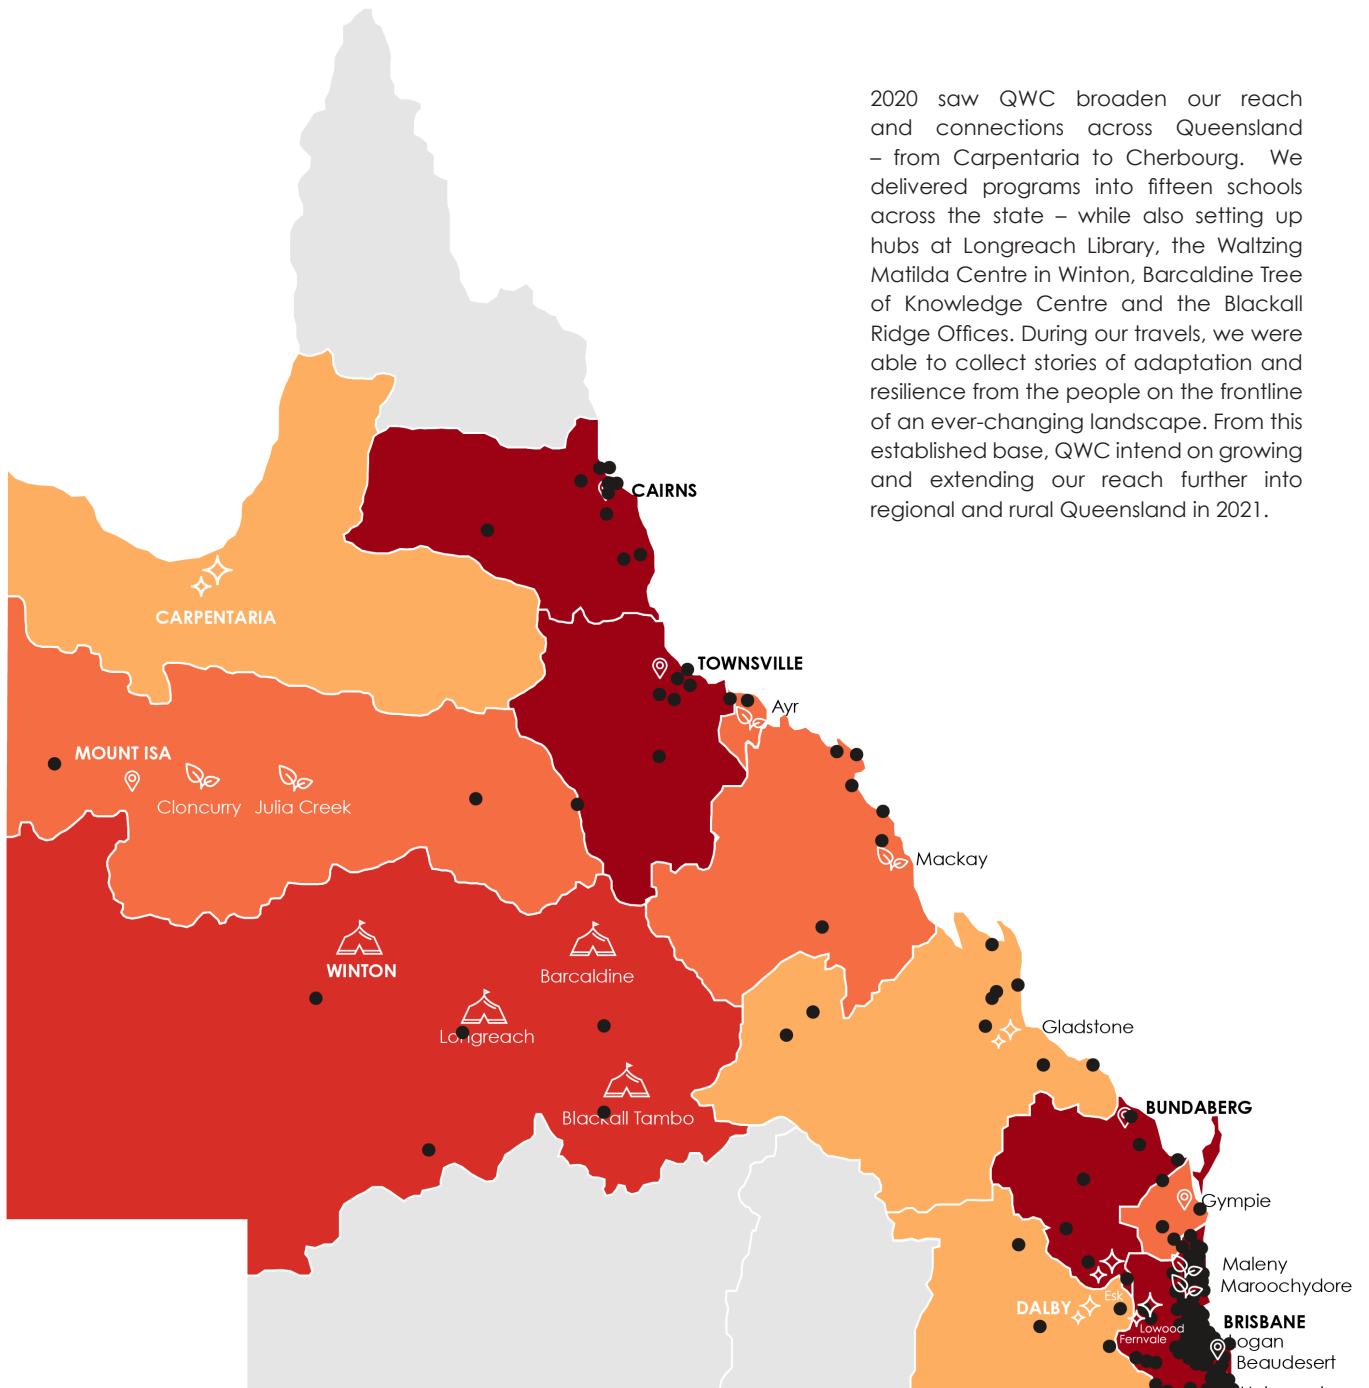 2020 saw QWC broaden our reach
and connections across Queensland
– from Carpentaria to Cherbourg. We
delivered programs into fifteen schools
across the state – while also setting up
hubs at Longreach Library, the Waltzing
Matilda Centre in Winton, Barcaldine Tree
of Knowledge Centre and the Blackall
Ridge Offices. During our travels, we were
able to collect stories of adaptation and
resilience from the people on the frontline
of an ever-changing landscape. From this
established base, QWC intend on growing
and extending our reach further into
regional and rural Queensland in 2021.
CAIRNS
CARPENTARIA
TOWNSVILLE
Ayr
MOUNT ISA
Cloncurry
Julia Creek
Mackay
WINTON
Barcaldine
Longreach
Gladstone
Blackall Tambo
BUNDABERG
Gympie
Maleny
Maroochydore
Esk
DALBY
BRISBANE
Lowood
Fernvale
Logan
Beaudesert